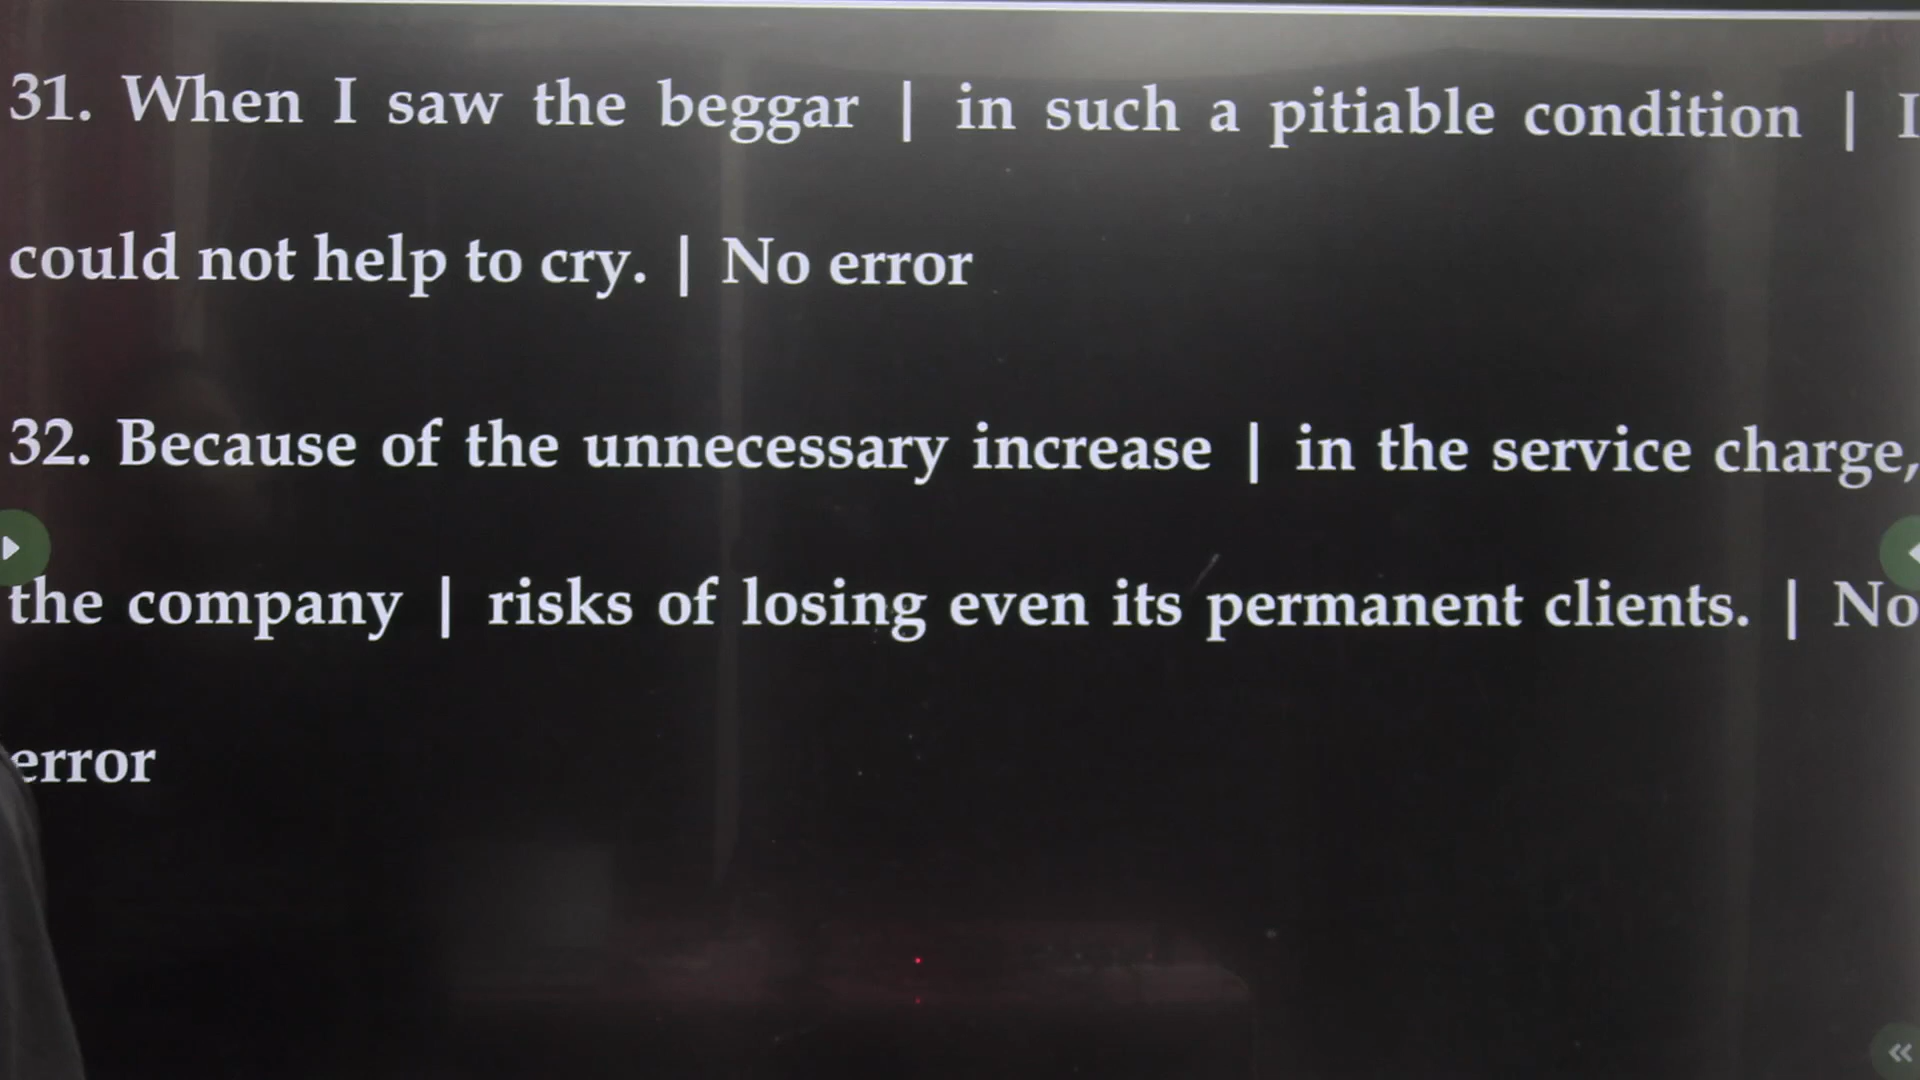 31. When I saw the beggar | in such a pitiable condition | I
could not help to cry. | No error
32. Because of the unnecessary increase | in the service charge,
the company | risks of losing even its permanent clients. | No
error